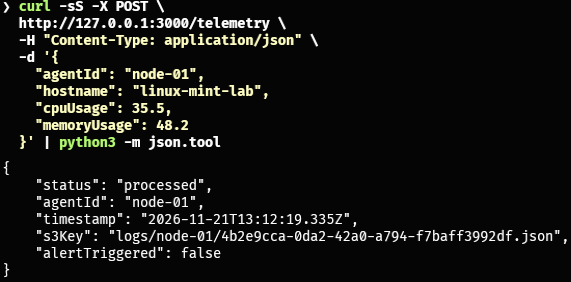 ❯ curl -sS -X POST \
  http://127.0.0.1:3000/telemetry \
  -H "Content-Type: application/json" \
  -d '{
    "agentId": "node-01",
    "hostname": "linux-mint-lab",
    "cpuUsage": 35.5,
    "memoryUsage": 48.2
  }' | python3 -m json.tool
{
    "status": "processed",
    "agentId": "node-01",
    "timestamp": "2026-11-21T13:12:19.335Z",
    "s3Key": "logs/node-01/4b2e9cca-0da2-42a0-a794-f7baff3992df.json",
    "alertTriggered": false
}